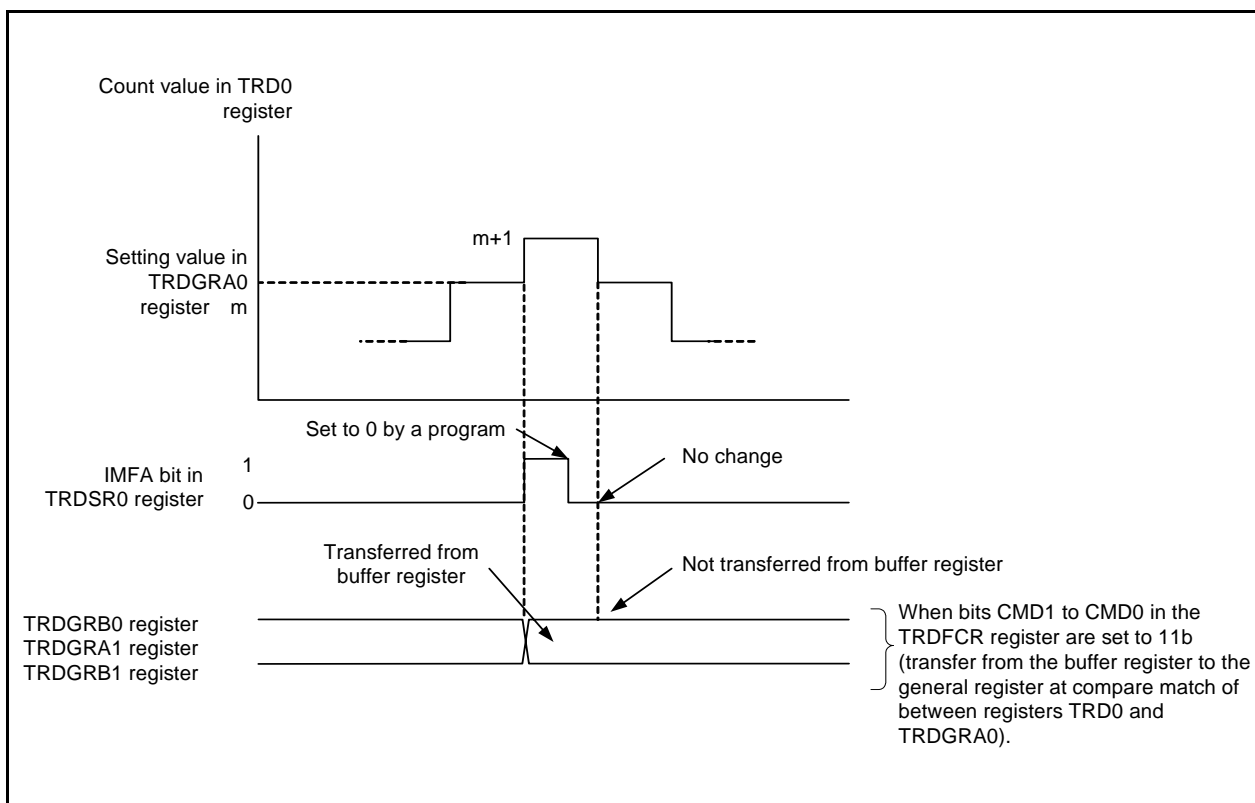 Count value in TRD0
register
m+1
Setting value in
TRDGRA0
register m
Set to 0 by a program
No change
IMFA bit in
TRDSR0 register
1
0
Transferred from
buffer register
Not transferred from buffer register
TRDGRB0 register
TRDGRA1 register
TRDGRB1 register
When bits CMD1 to CMD0 in the
TRDFCR register are set to 11b
(transfer from the buffer register to the
general register at compare match of
between registers TRD0 and
TRDGRA0).